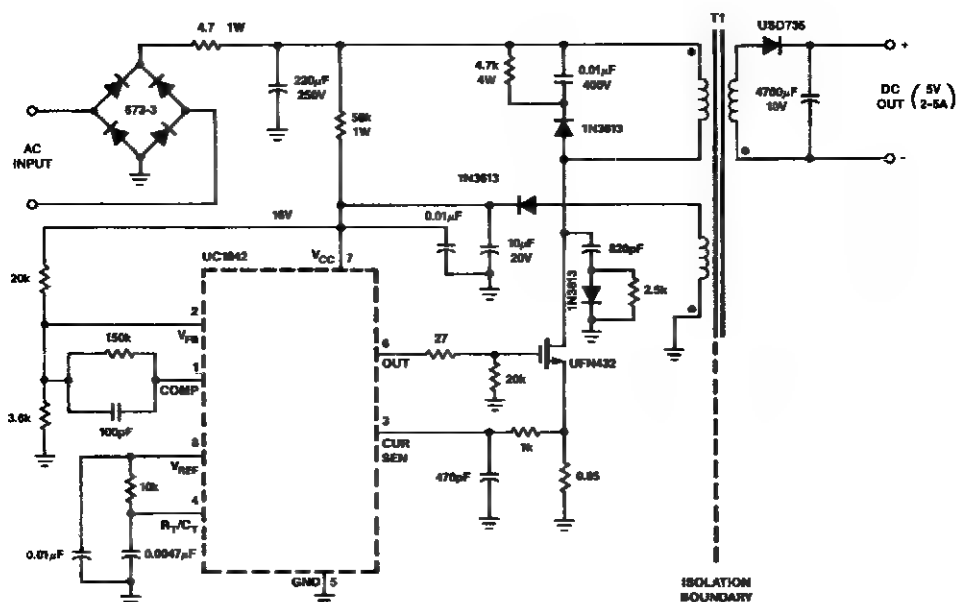 4.7 1W
T1
USD735
+
220µF
250V
4.7k
4W
0.01µF
400V
4700µF
10V
DC
OUT
(5V
2–5A)
–
673-3
AC
INPUT
56k
1W
1N3613
1N3613
16V
0.01µF
10µF
20V
820pF
1N3613
2.5k
UC1842
VCC
7
20k
2
VFB
150k
1
COMP
100pF
3.6k
6
OUT
27
20k
UFN432
3
CUR
SEN
1k
470pF
0.85
8
VREF
10k
4
RT/CT
0.01µF
0.0047µF
GND
5
ISOLATION
BOUNDARY